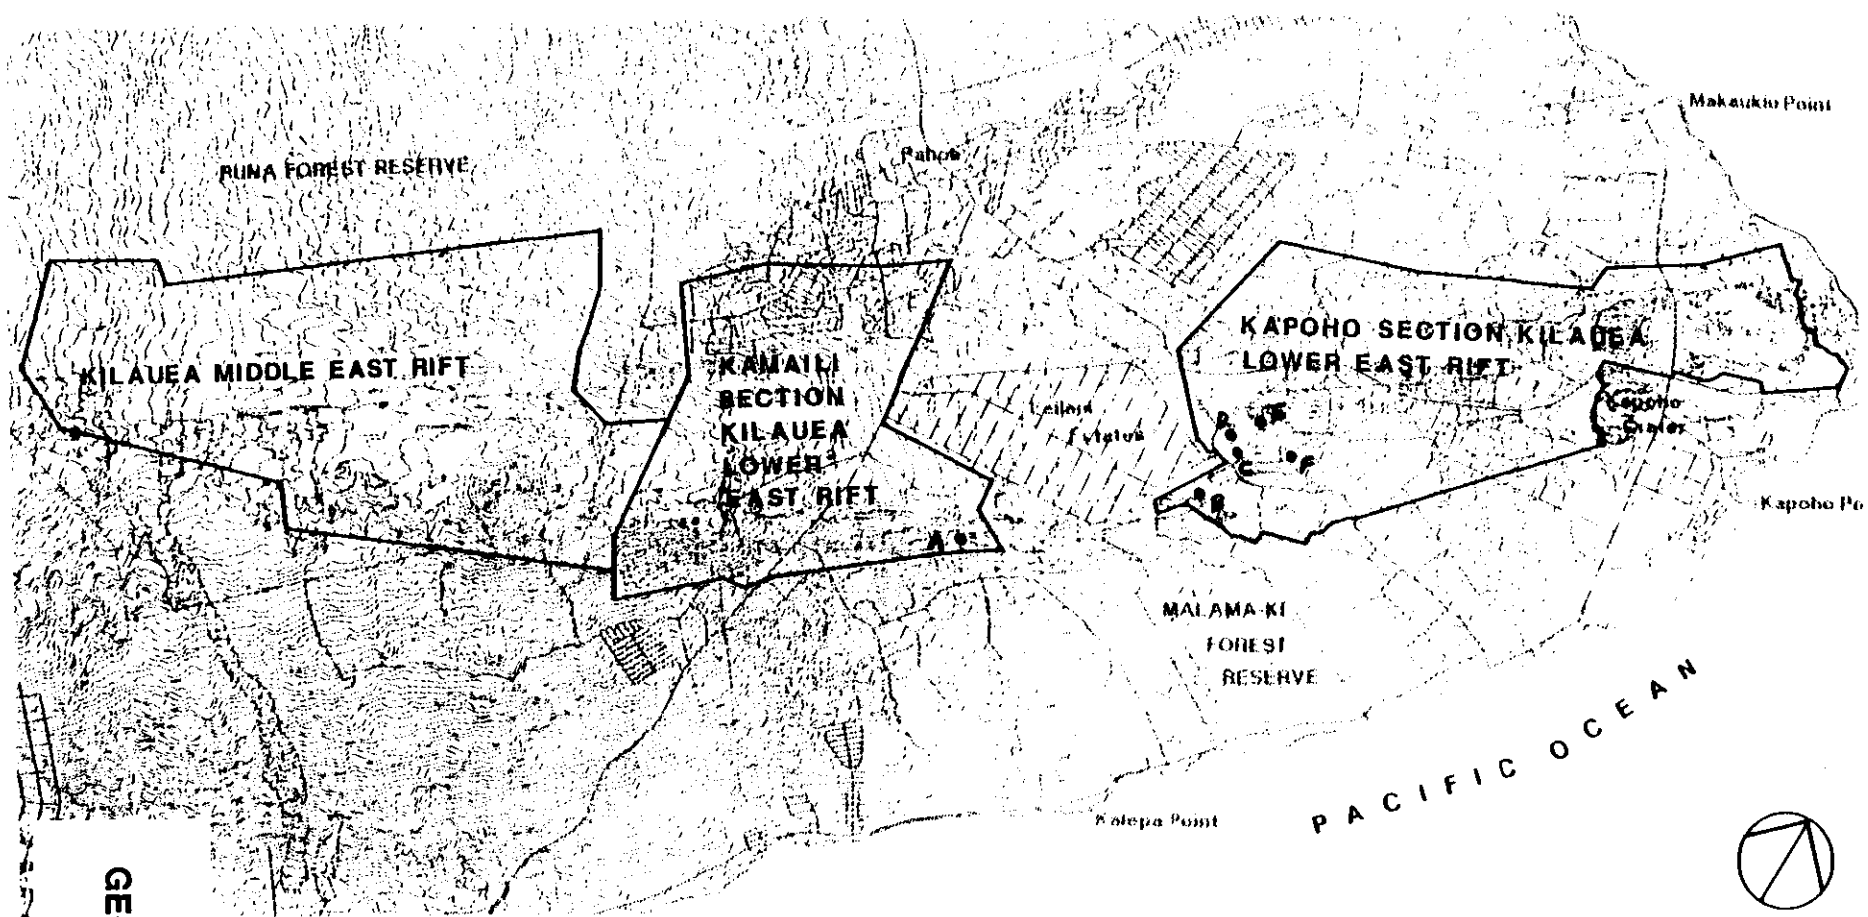 Makaukiu Point
PUNA FOREST RESERVE
Pahoa
KILAUEA MIDDLE EAST RIFT
KAMAILI
SECTION
KILAUEA
LOWER
EAST RIFT
KAPOHO SECTION KILAUEA
LOWER EAST RIFT
Leilani
Estates
Kapoho
Crater
D
E
C
F
B
A
Kapoho Po
MALAMA-KI
FOREST
RESERVE
PACIFIC OCEAN
Kalepa Point
GE